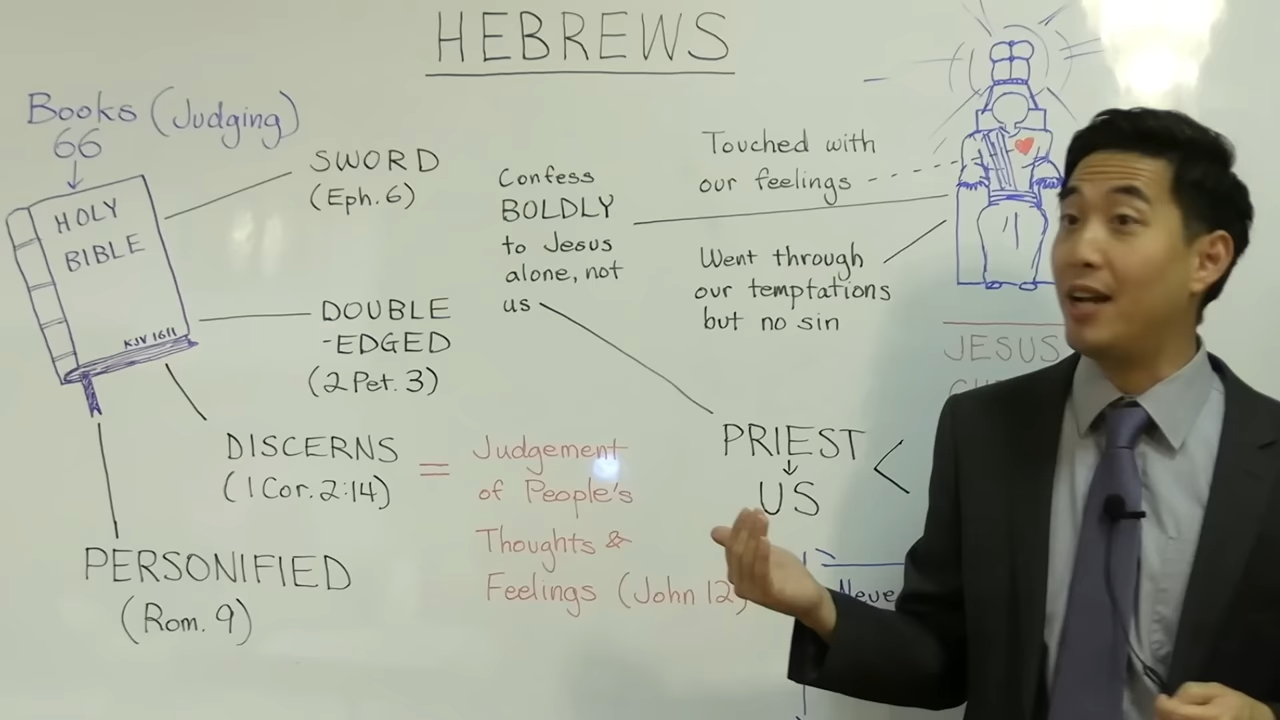 HEBREWS
Books (Judging)
66
HOLY
BIBLE
KJV 1611
SWORD
(Eph. 6)
DOUBLE
-EDGED
(2 Pet. 3)
DISCERNS
(1 Cor. 2:14)
=
Judgement
of People's
Thoughts &
Feelings (John 12)
PERSONIFIED
(Rom. 9)
Confess
BOLDLY
to Jesus
alone, not
us
Touched with
our feelings
Went through
our temptations
but no sin
JESUS
PRIEST
US